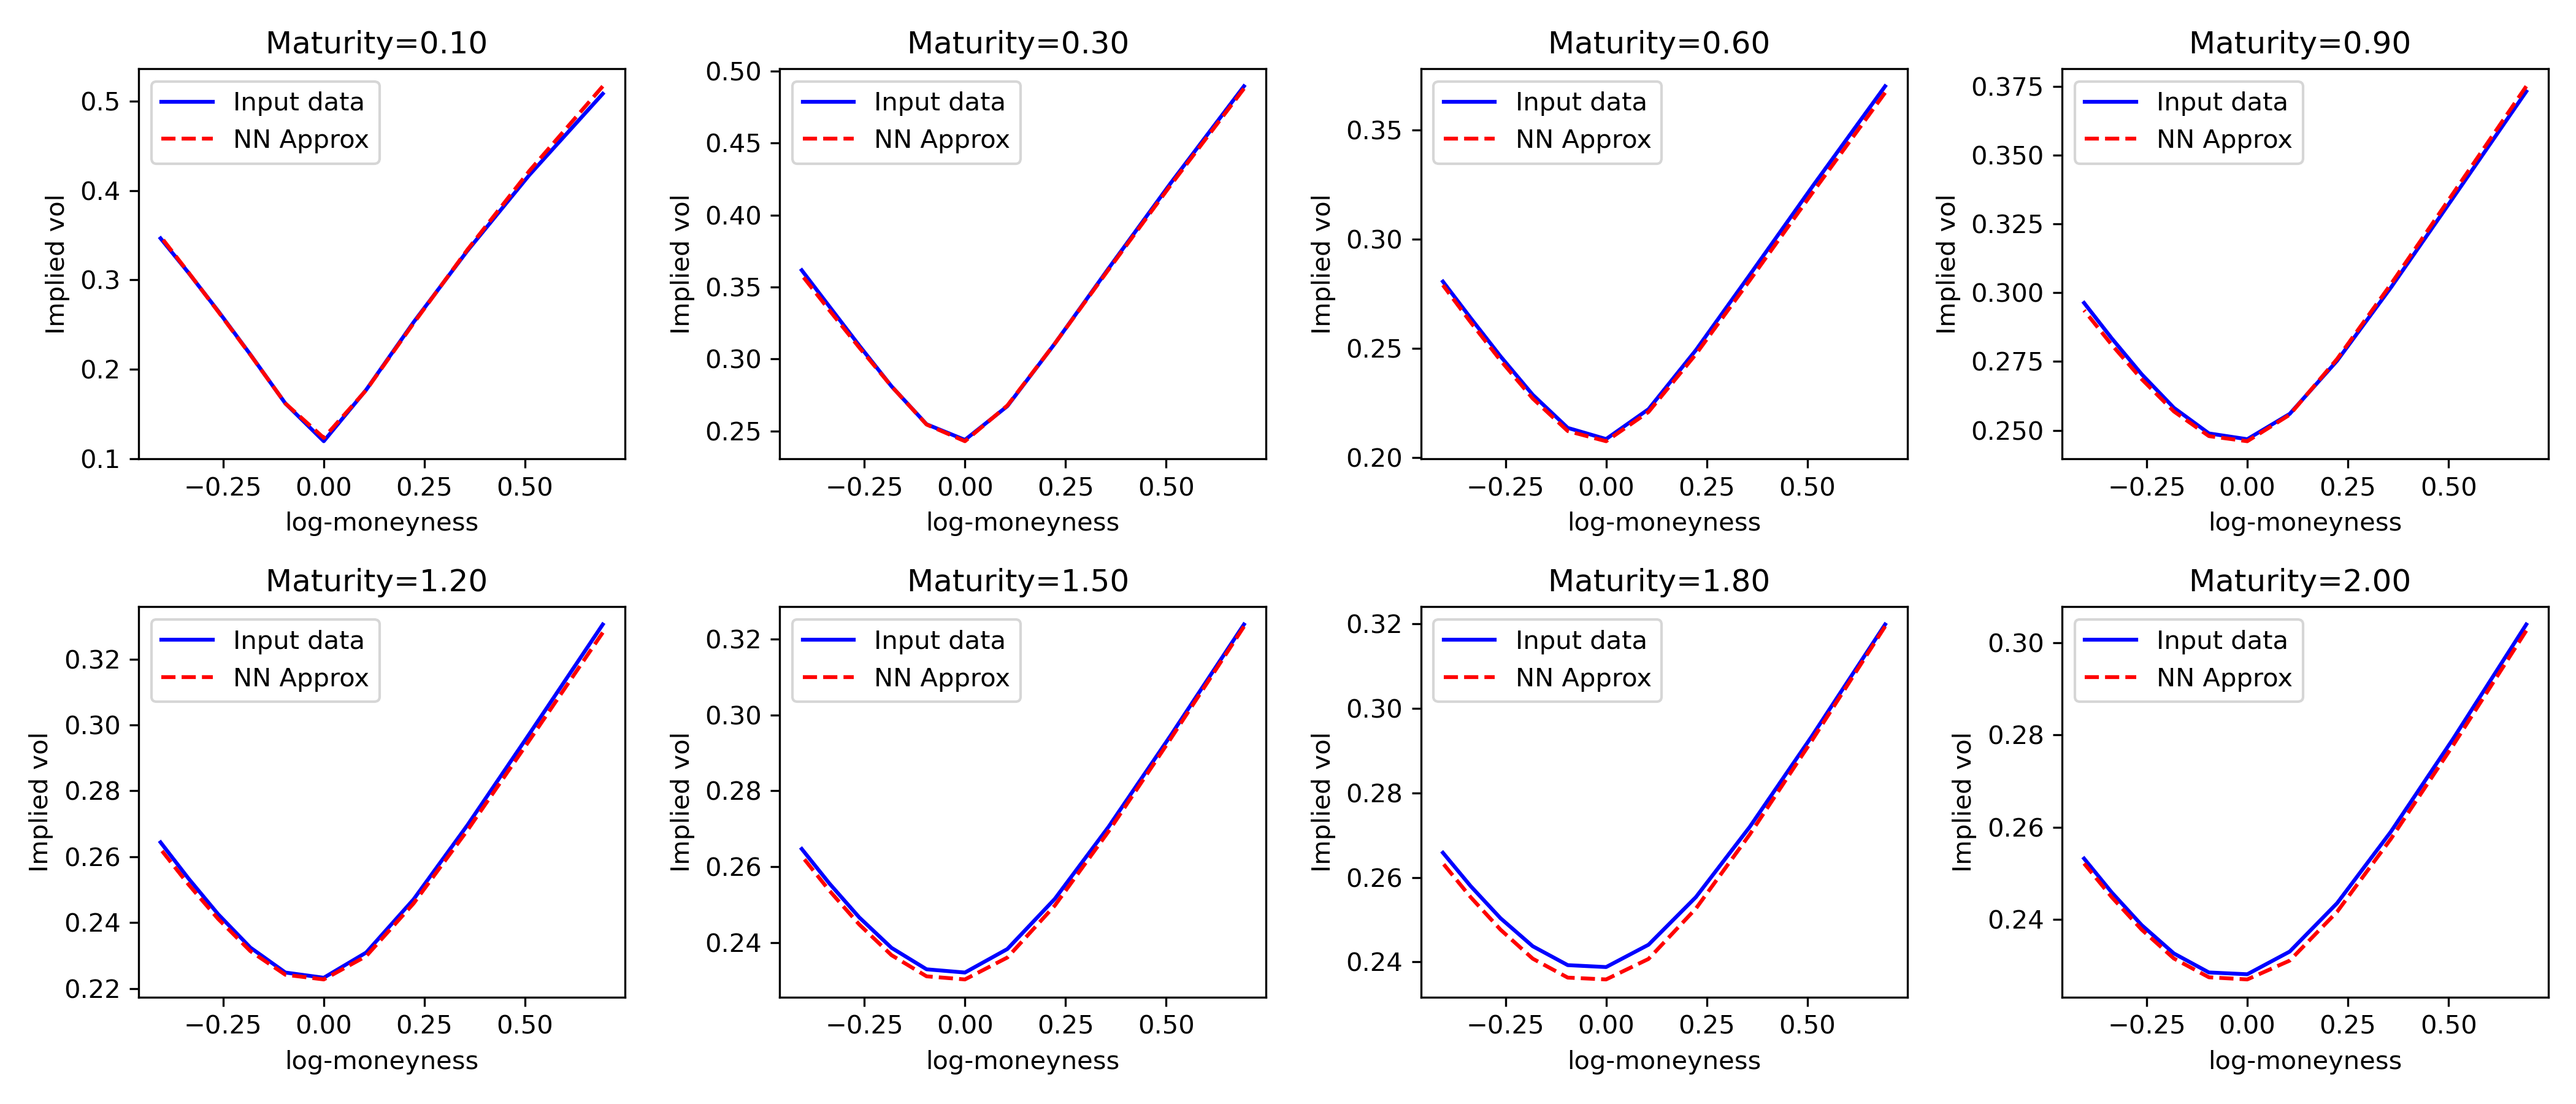 Maturity=0.10
Input data
NN Approx
Implied vol
0.5
0.4
0.3
0.2
0.1
−0.25 0.00 0.25 0.50
log-moneyness
Maturity=0.30
Input data
NN Approx
Implied vol
0.50
0.45
0.40
0.35
0.30
0.25
−0.25 0.00 0.25 0.50
log-moneyness
Maturity=0.60
Input data
NN Approx
Implied vol
0.35
0.30
0.25
0.20
−0.25 0.00 0.25 0.50
log-moneyness
Maturity=0.90
Input data
NN Approx
Implied vol
0.375
0.350
0.325
0.300
0.275
0.250
−0.25 0.00 0.25 0.50
log-moneyness
Maturity=1.20
Input data
NN Approx
Implied vol
0.32
0.30
0.28
0.26
0.24
0.22
−0.25 0.00 0.25 0.50
log-moneyness
Maturity=1.50
Input data
NN Approx
Implied vol
0.32
0.30
0.28
0.26
0.24
−0.25 0.00 0.25 0.50
log-moneyness
Maturity=1.80
Input data
NN Approx
Implied vol
0.32
0.30
0.28
0.26
0.24
−0.25 0.00 0.25 0.50
log-moneyness
Maturity=2.00
Input data
NN Approx
Implied vol
0.30
0.28
0.26
0.24
−0.25 0.00 0.25 0.50
log-moneyness